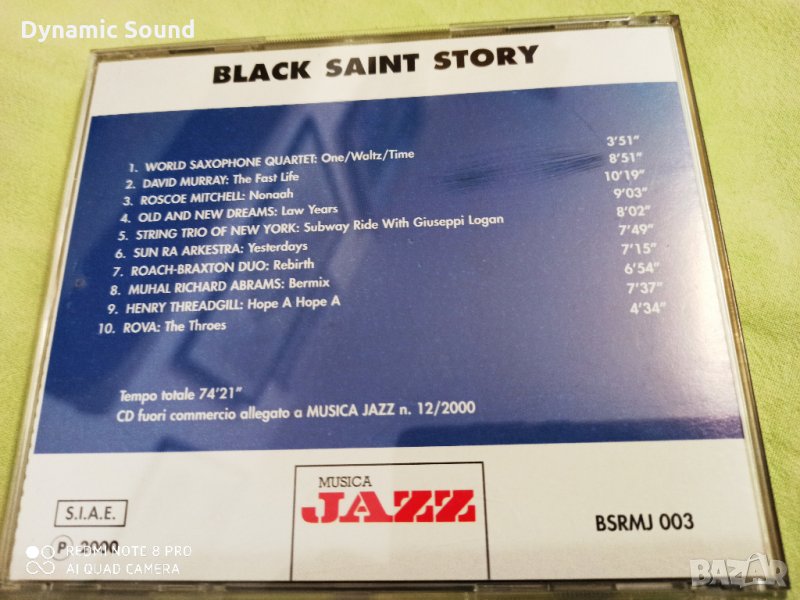 Dynamic Sound
BLACK SAINT STORY
1. WORLD SAXOPHONE QUARTET: One/Waltz/Time 3'51"
2. DAVID MURRAY: The Fast Life 8'51"
3. ROSCOE MITCHELL: Nonaah 10'19"
4. OLD AND NEW DREAMS: Law Years 9'03"
5. STRING TRIO OF NEW YORK: Subway Ride With Giuseppi Logan 8'02"
6. SUN RA ARKESTRA: Yesterdays 7'49"
7. ROACH-BRAXTON DUO: Rebirth 7'15"
8. MUHAL RICHARD ABRAMS: Bermix 6'54"
9. HENRY THREADGILL: Hope A Hope A 7'37"
10. ROVA: The Throes 4'34"
Tempo totale 74'21"
CD fuori commercio allegato a MUSICA JAZZ n. 12/2000
MUSICA
JAZZ
S.I.A.E.
℗ 2000
BSRMJ 003
REDMI NOTE 8 PRO
AI QUAD CAMERA
BAZAR